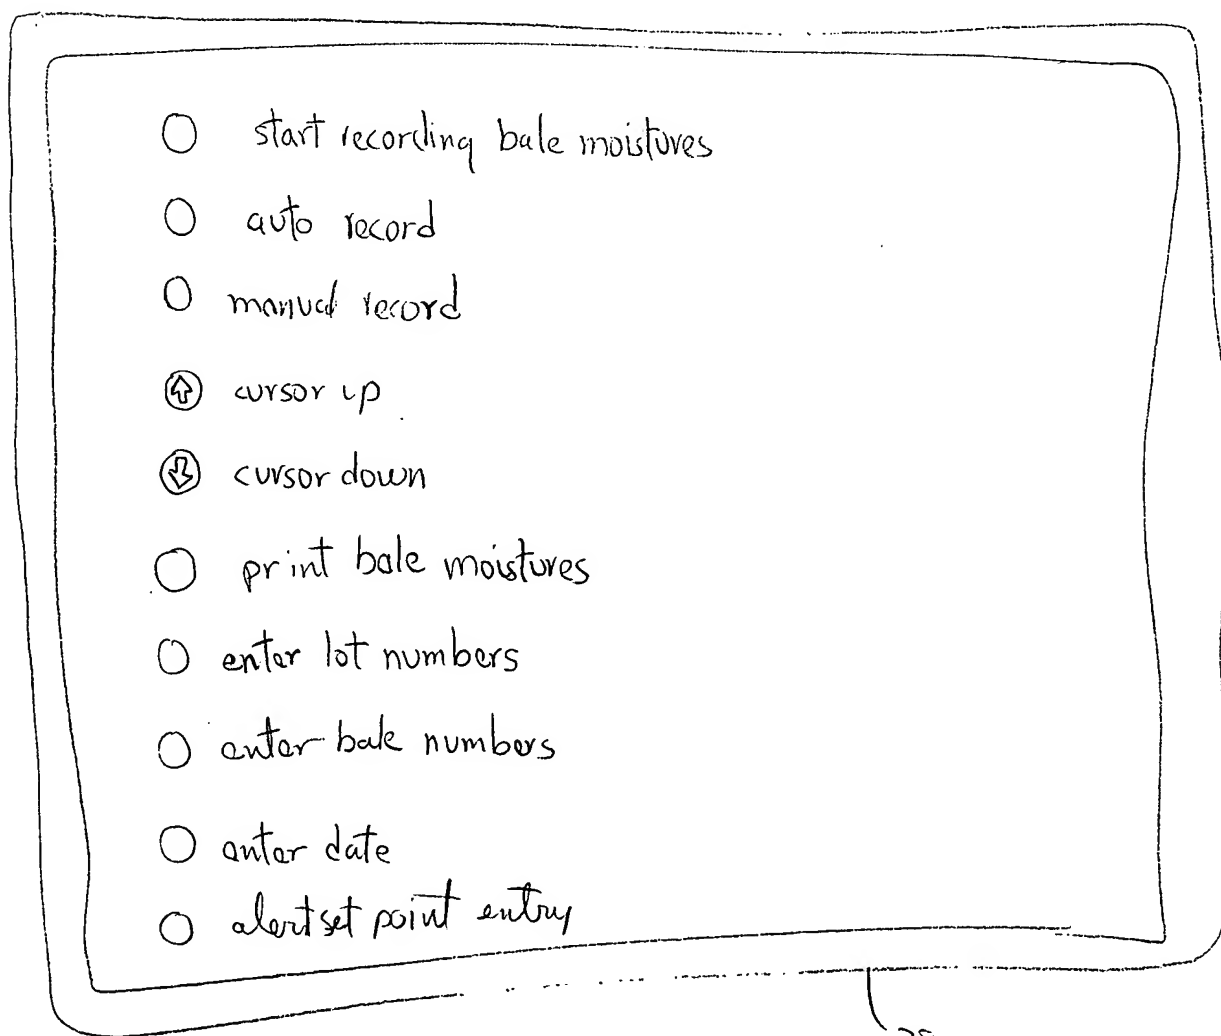 start recording bale moistures
auto record
manual record
cursor up
cursor down
print bale moistures
enter lot numbers
enter bale numbers
enter date
alert set point entry